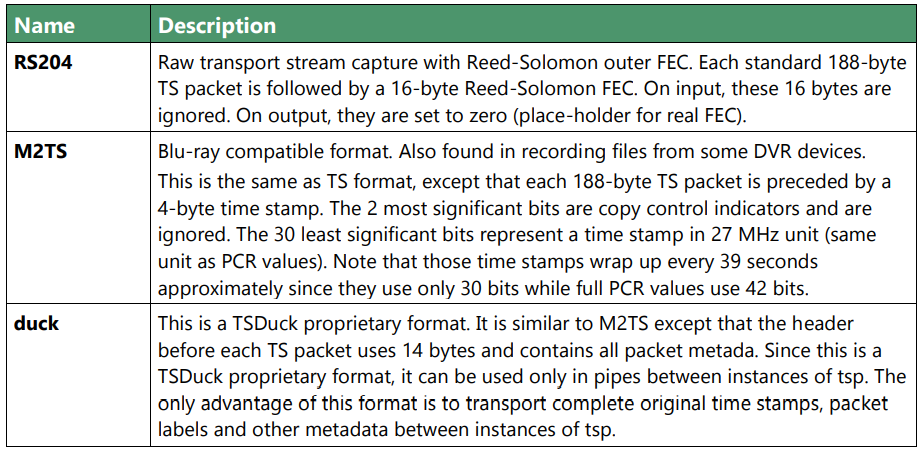 Name Description
RS204 Raw transport stream capture with Reed-Solomon outer FEC. Each standard 188-byte
TS packet is followed by a 16-byte Reed-Solomon FEC. On input, these 16 bytes are
ignored. On output, they are set to zero (place-holder for real FEC).
M2TS Blu-ray compatible format. Also found in recording files from some DVR devices.
This is the same as TS format, except that each 188-byte TS packet is preceded by a
4-byte time stamp. The 2 most significant bits are copy control indicators and are
ignored. The 30 least significant bits represent a time stamp in 27 MHz unit (same
unit as PCR values). Note that those time stamps wrap up every 39 seconds
approximately since they use only 30 bits while full PCR values use 42 bits.
duck This is a TSDuck proprietary format. It is similar to M2TS except that the header
before each TS packet uses 14 bytes and contains all packet metada. Since this is a
TSDuck proprietary format, it can be used only in pipes between instances of tsp. The
only advantage of this format is to transport complete original time stamps, packet
labels and other metadata between instances of tsp.